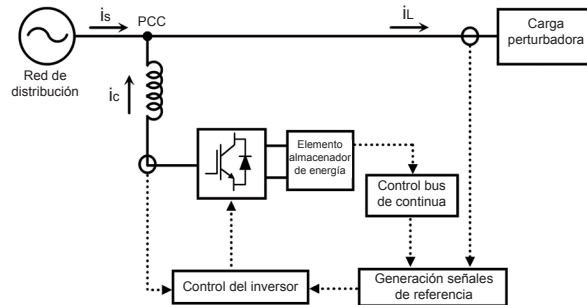 is
PCC
iL
Red de
distribución
Carga
perturbadora
ic
Elemento
almacenador
de energía
Control bus
de continua
Control del inversor
Generación señales
de referencia